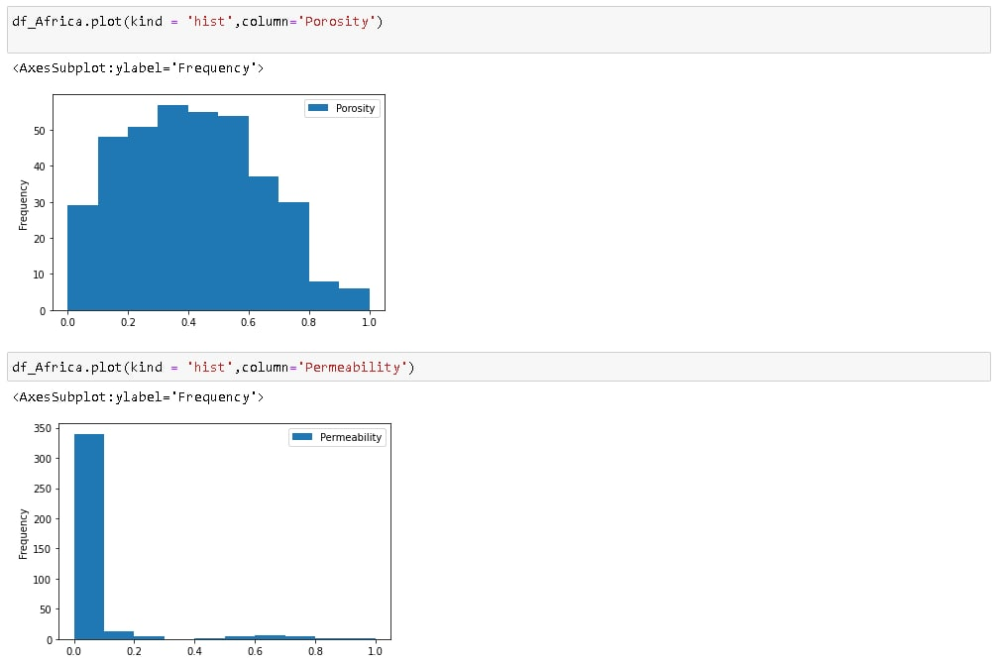 df_Africa.plot(kind = 'hist',column='Porosity')
<AxesSubplot:ylabel='Frequency'>
Porosity
50
40
30
20
10
0
Frequency
0.0 0.2 0.4 0.6 0.8 1.0
df_Africa.plot(kind = 'hist',column='Permeability')
<AxesSubplot:ylabel='Frequency'>
350
Permeability
300
250
200
150
100
50
0
Frequency
0.0 0.2 0.4 0.6 0.8 1.0